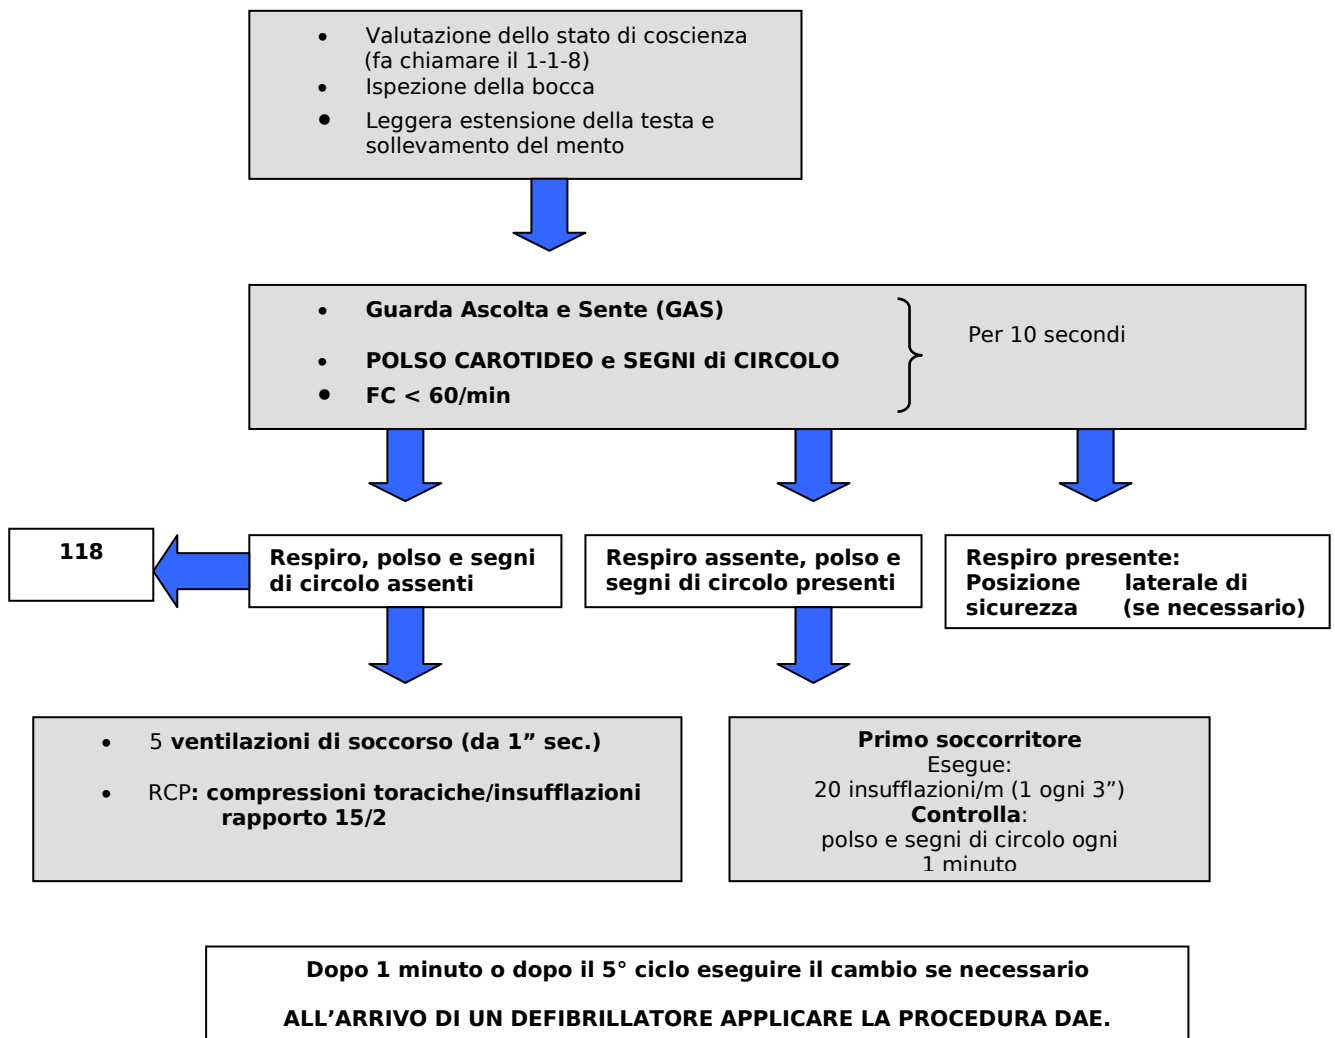 • Valutazione dello stato di coscienza
(fa chiamare il 1-1-8)
• Ispezione della bocca
• Leggera estensione della testa e
sollevamento del mento
• Guarda Ascolta e Sente (GAS)
• POLSO CAROTIDEO e SEGNI di CIRCOLO
• FC < 60/min
Per 10 secondi
118
Respiro, polso e segni
di circolo assenti
Respiro assente, polso e
segni di circolo presenti
Respiro presente:
Posizione laterale di
sicurezza (se necessario)
• 5 ventilazioni di soccorso (da 1” sec.)
• RCP: compressioni toraciche/insufflazioni
rapporto 15/2
Primo soccorritore
Esegue:
20 insufflazioni/m (1 ogni 3”)
Controlla:
polso e segni di circolo ogni
1 minuto
Dopo 1 minuto o dopo il 5° ciclo eseguire il cambio se necessario
ALL’ARRIVO DI UN DEFIBRILLATORE APPLICARE LA PROCEDURA DAE.